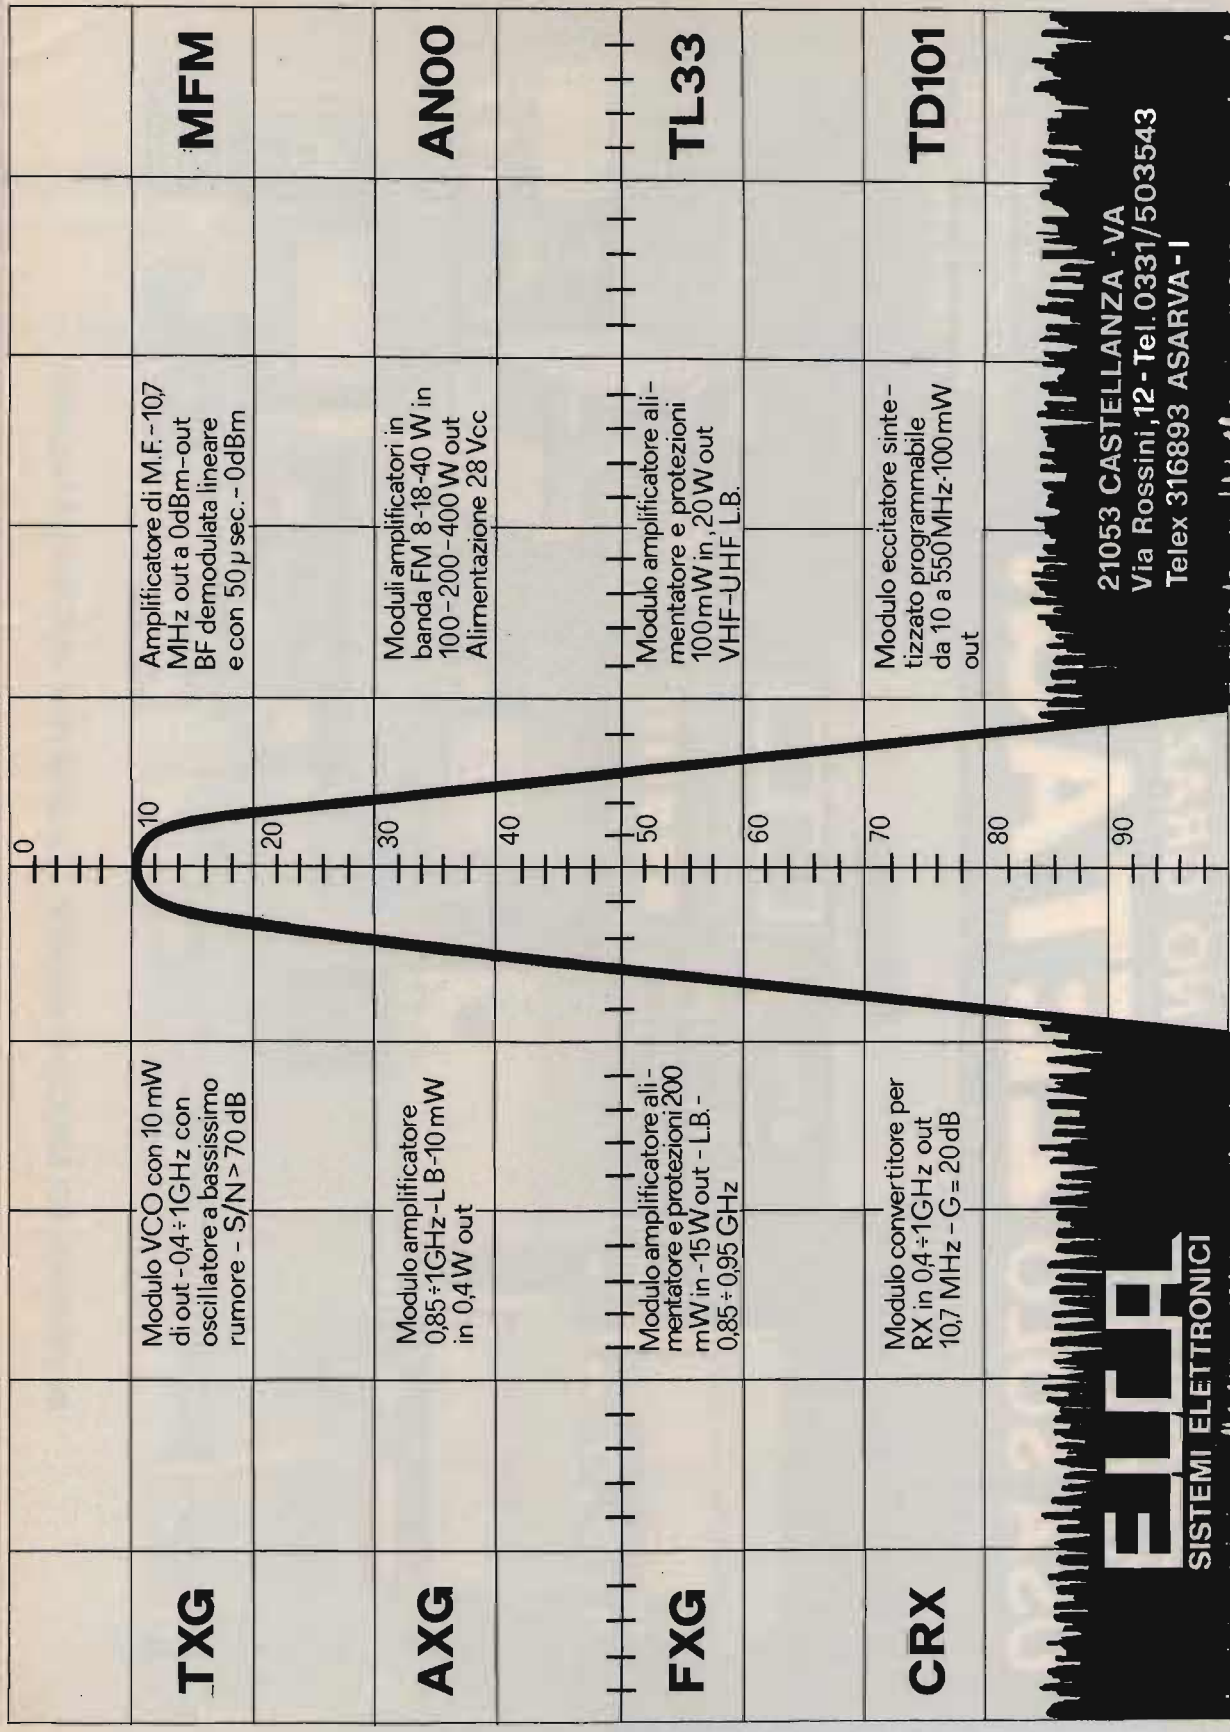 0
10
20
30
40
50
60
70
80
90
TXG
Modulo VCO con 10 mW
di out - 0,4 ÷ 1GHz con
oscillatore a bassissimo
rumore - S/N > 70 dB
Amplificatore di M.F. - 10,7
MHz out a 0dBm-out
BF demodulata lineare
e con 50 µ sec. - 0dBm
MFM
AXG
Modulo amplificatore
0,85 ÷ 1GHz - L B - 10 mW
in 0,4 W out
Moduli amplificatori in
banda FM 8-18-40 W in
100-200-400 W out
Alimentazione 28 Vcc
AN00
FXG
Modulo amplificatore ali-
mentatore e protezioni 200
mW in - 15 W out - L.B. -
0,85 ÷ 0,95 GHz
Modulo amplificatore ali-
mentatore e protezioni
100 mW in, 20 W out
VHF-UHF L.B.
TL33
CRX
Modulo convertitore per
RX in 0,4 ÷ 1GHz out
10,7 MHz - G = 20 dB
Modulo eccitatore sinte-
tizzato programmabile
da 10 a 550 MHz-100 mW
out
TD101
ELCA
SISTEMI ELETTRONICI
21053 CASTELLANZA - VA
Via Rossini, 12 - Tel. 0331/503543
Telex 316893 ASARVA - I